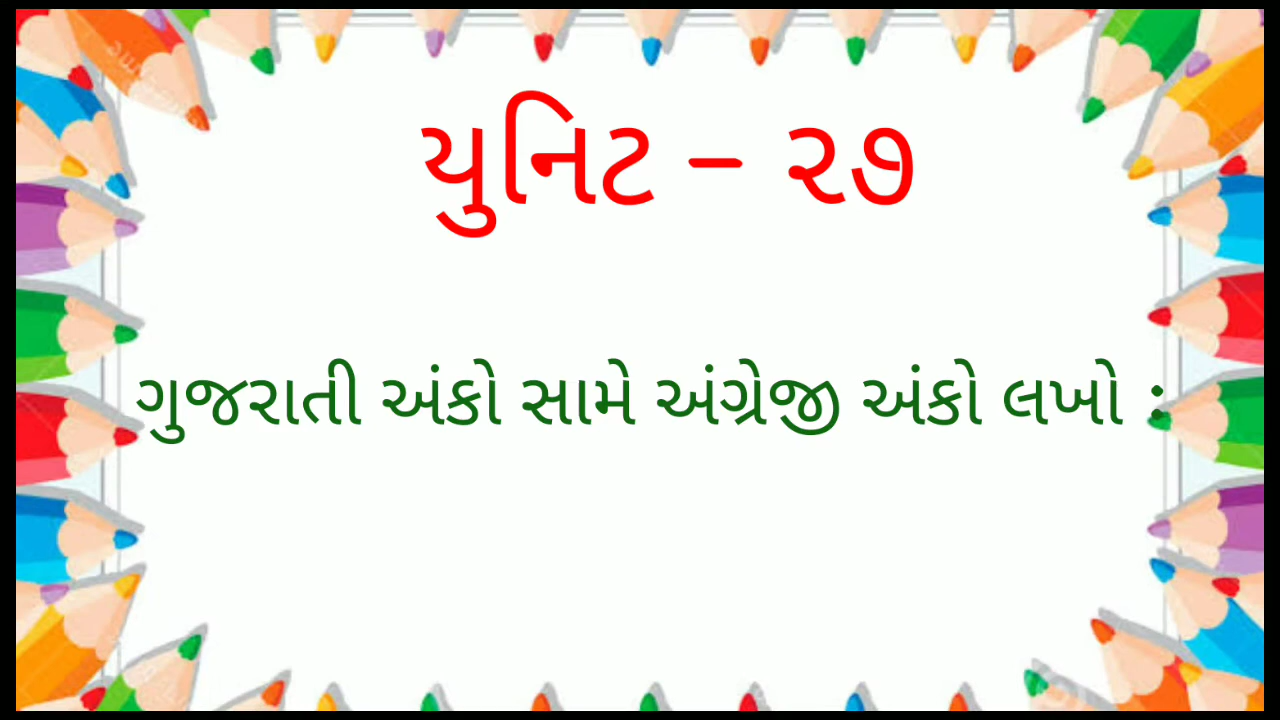 યુનિટ - ૨૭
ગુજરાતી અંકો સામે અંગ્રેજી અંકો લખો :